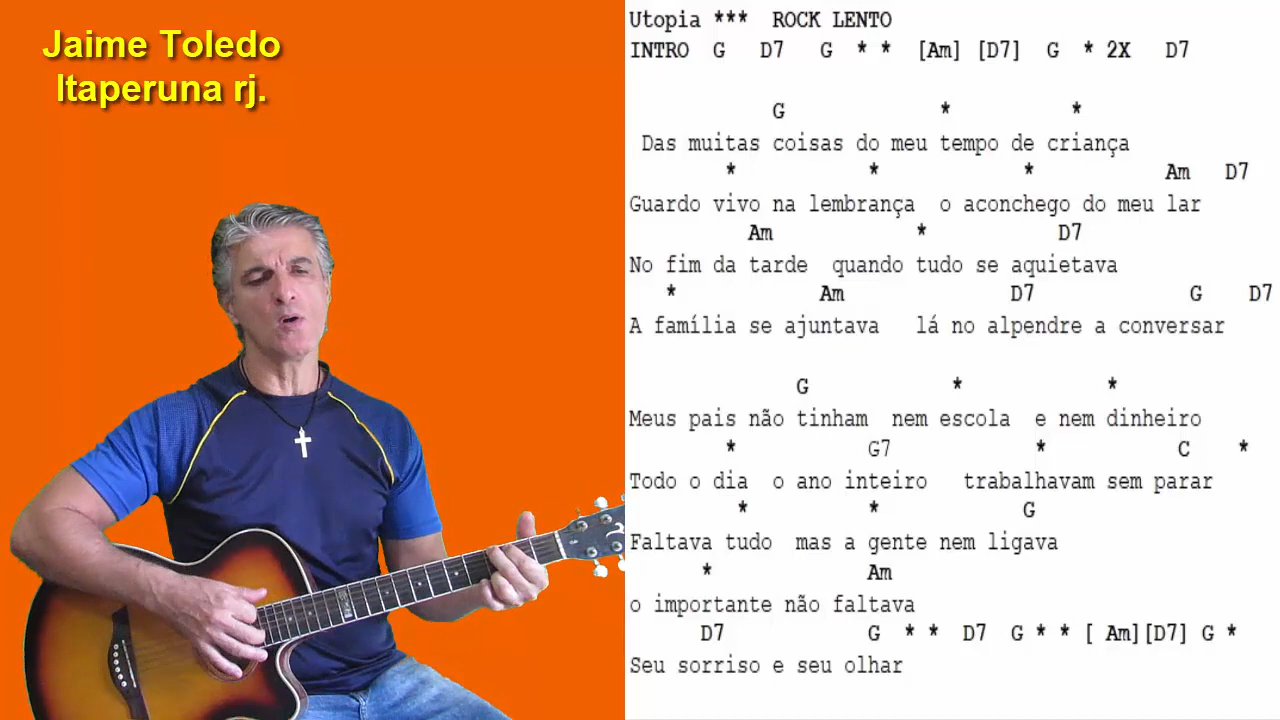 Jaime Toledo
Itaperuna rj.
Utopia *** ROCK LENTO
INTRO G D7 G * * [Am] [D7] G * 2X D7
G * *
Das muitas coisas do meu tempo de criança
* * * Am D7
Guardo vivo na lembrança o aconchego do meu lar
Am * D7
No fim da tarde quando tudo se aquietava
* Am D7 G D7
A família se ajuntava lá no alpendre a conversar
G * *
Meus pais não tinham nem escola e nem dinheiro
* G7 * C *
Todo o dia o ano inteiro trabalhavam sem parar
* * G
Faltava tudo mas a gente nem ligava
* Am
o importante não faltava
D7 G * * D7 G * * [ Am][D7] G *
Seu sorriso e seu olhar